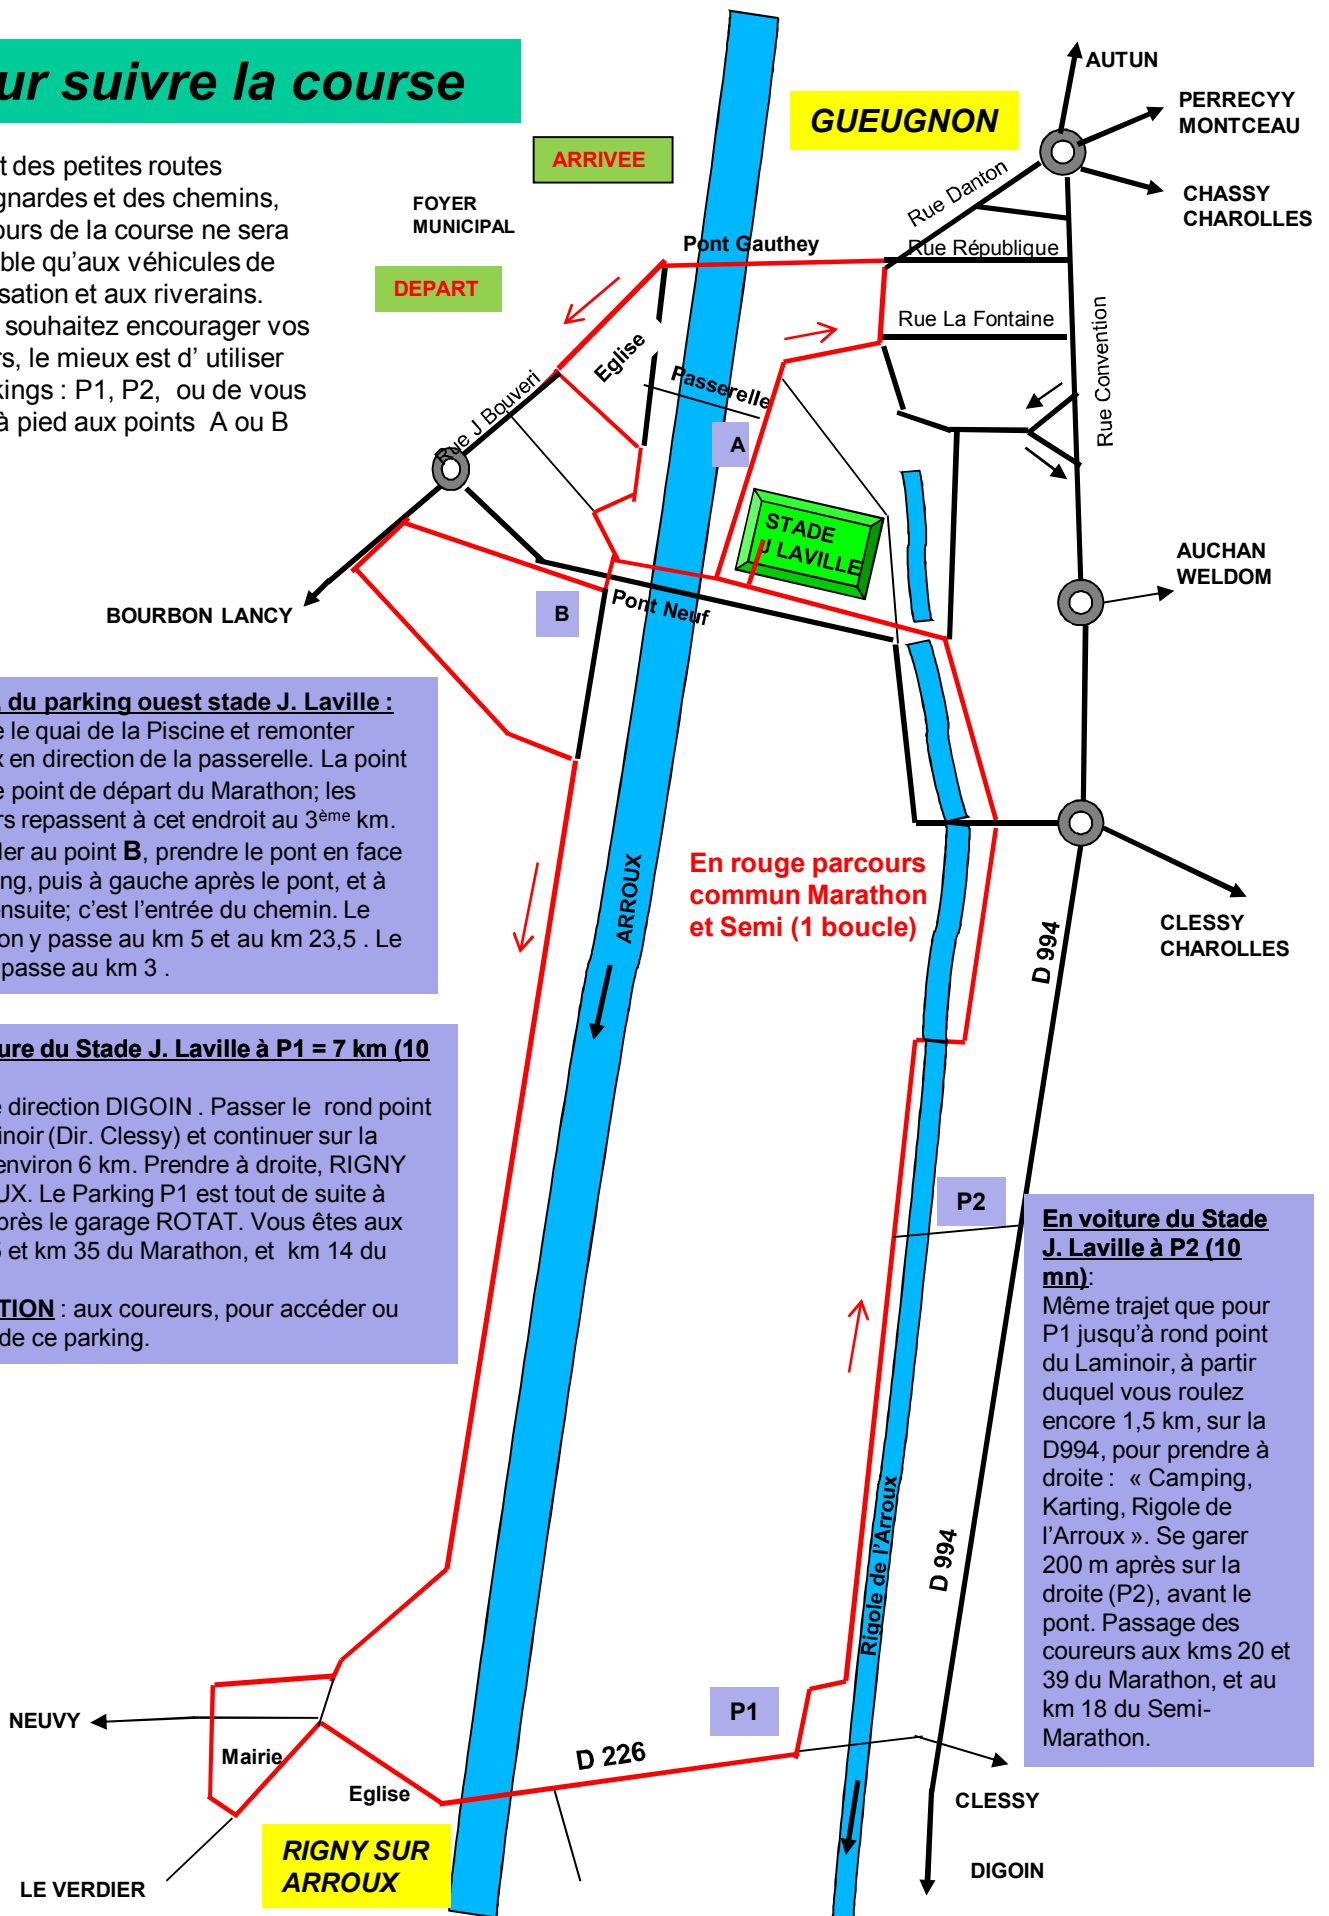 ur suivre la course
t des petites routes
gnardes et des chemins,
ours de la course ne sera
ble qu'aux véhicules de
sation et aux riverains.
souhaitez encourager vos
rs, le mieux est d' utiliser
kings : P1, P2, ou de vous
à pied aux points A ou B
GUEUGNON
ARRIVEE
FOYER
MUNICIPAL
DEPART
AUTUN
PERRECYY
MONTCEAU
CHASSY
CHAROLLES
Rue Danton
Pont Gauthey
Rue République
Rue La Fontaine
Rue Convention
Eglise
Passerelle
Rue J Bouveri
A
STADE
J LAVILLE
AUCHAN
WELDOM
BOURBON LANCY
B
Pont Neuf
du parking ouest stade J. Laville :
e le quai de la Piscine et remonter
x en direction de la passerelle. La point
e point de départ du Marathon; les
rs repassent à cet endroit au 3ème km.
ler au point B, prendre le pont en face
ng, puis à gauche après le pont, et à
ensuite; c'est l'entrée du chemin. Le
on y passe au km 5 et au km 23,5 . Le
passe au km 3 .
ARROUX
En rouge parcours
commun Marathon
et Semi (1 boucle)
CLESSY
CHAROLLES
D 994
ure du Stade J. Laville à P1 = 7 km (10
e direction DIGOIN . Passer le rond point
inoir (Dir. Clessy) et continuer sur la
environ 6 km. Prendre à droite, RIGNY
UX. Le Parking P1 est tout de suite à
près le garage ROTAT. Vous êtes aux
5 et km 35 du Marathon, et km 14 du
TION : aux coureurs, pour accéder ou
de ce parking.
P2
En voiture du Stade
J. Laville à P2 (10
mn):
Même trajet que pour
P1 jusqu'à rond point
du Laminoir, à partir
duquel vous roulez
encore 1,5 km, sur la
D994, pour prendre à
droite : « Camping,
Karting, Rigole de
l'Arroux ». Se garer
200 m après sur la
droite (P2), avant le
pont. Passage des
coureurs aux kms 20 et
39 du Marathon, et au
km 18 du Semi-
Marathon.
Rigole de l'Arroux
D 994
NEUVY
Mairie
P1
D 226
Eglise
CLESSY
RIGNY SUR
ARROUX
DIGOIN
LE VERDIER